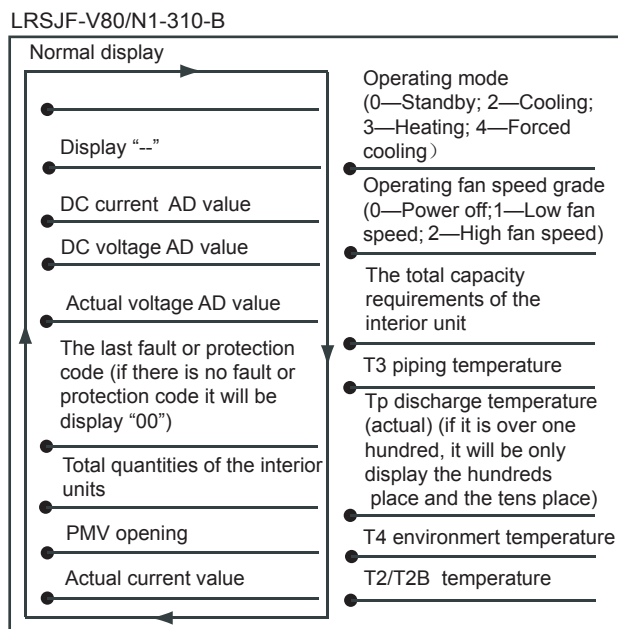 LRSJF-V80/N1-310-B
Normal display
Display “--”
DC current AD value
DC voltage AD value
Actual voltage AD value
The last fault or protection
code (if there is no fault or
protection code it will be
display “00”)
Total quantities of the interior
units
PMV opening
Actual current value
Operating mode
(0—Standby; 2—Cooling;
3—Heating; 4—Forced
cooling）
Operating fan speed grade
(0—Power off;1—Low fan
speed; 2—High fan speed)
The total capacity
requirements of the
interior unit
T3 piping temperature
Tp discharge temperature
(actual) (if it is over one
hundred, it will be only
display the hundreds
place and the tens place)
T4 environmert temperature
T2/T2B temperature